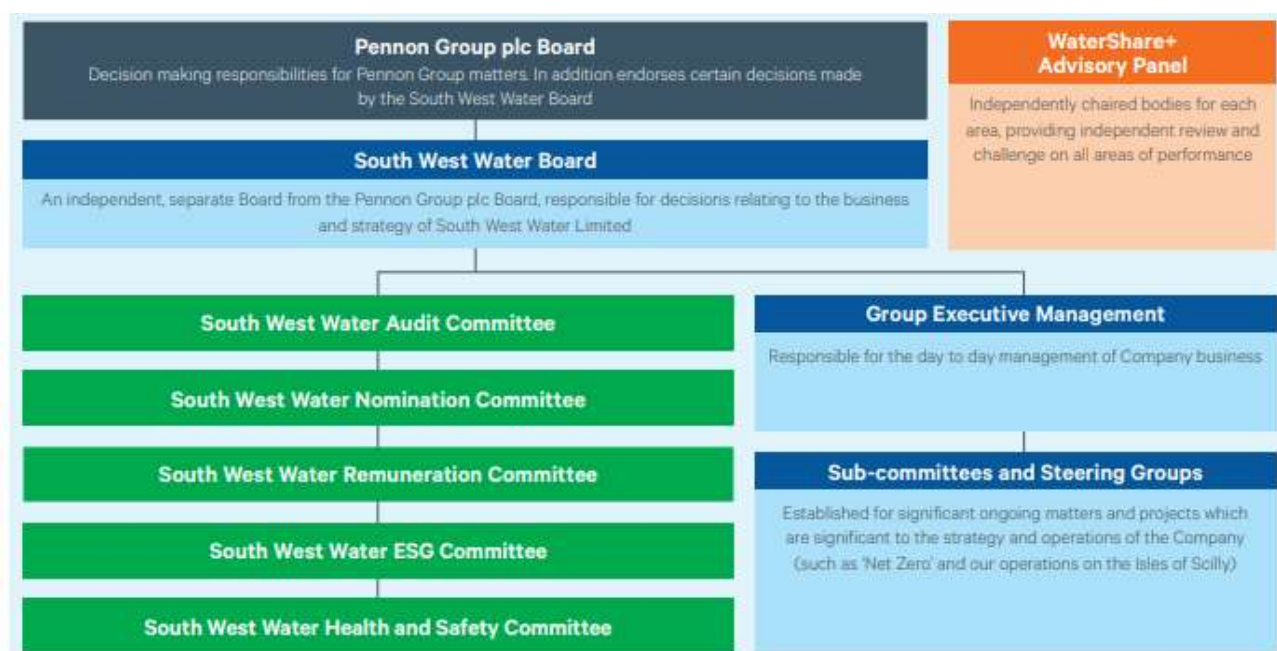 Pennon Group plc Board
Decision making responsibilities for Pennon Group matters. In addition endorses certain decisions made
by the South West Water Board
WaterShare+
Advisory Panel
Independently chaired bodies for each
area, providing independent review and
challenge on all areas of performance
South West Water Board
An independent, separate Board from the Pennon Group plc Board, responsible for decisions relating to the business
and strategy of South West Water Limited
South West Water Audit Committee
South West Water Nomination Committee
South West Water Remuneration Committee
South West Water ESG Committee
South West Water Health and Safety Committee
Group Executive Management
Responsible for the day to day management of Company business
Sub-committees and Steering Groups
Established for significant ongoing matters and projects which
are significant to the strategy and operations of the Company
(such as 'Net Zero' and our operations on the Isles of Scilly)